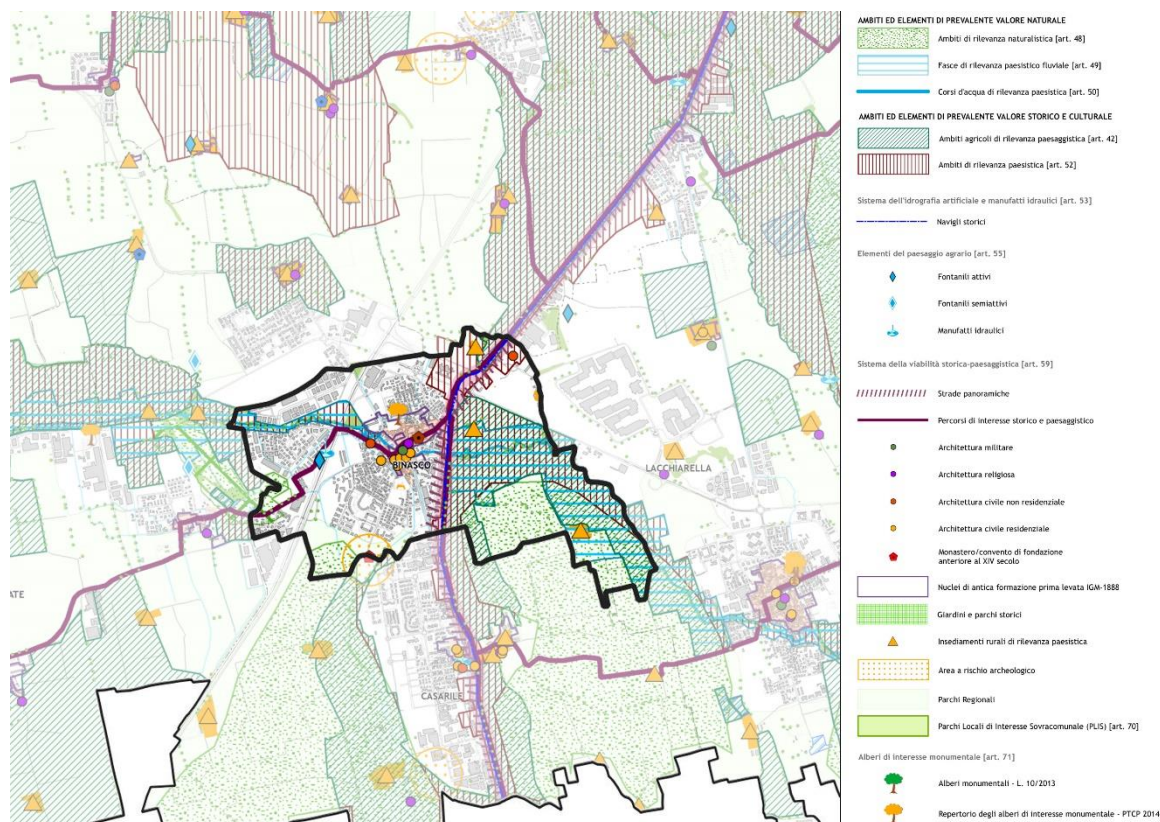 BINASCO
LACCHIARELLA
CASARILE
ATE
AMBITI ED ELEMENTI DI PREVALENTE VALORE NATURALE
Ambiti di rilevanza naturalistica [art. 48]
Fasce di rilevanza paesistico fluviale [art. 49]
Corsi d'acqua di rilevanza paesistica [art. 50]
AMBITI ED ELEMENTI DI PREVALENTE VALORE STORICO E CULTURALE
Ambiti agricoli di rilevanza paesaggistica [art. 42]
Ambiti di rilevanza paesistica [art. 52]
Sistema dell'idrografia artificiale e manufatti idraulici [art. 53]
Navigli storici
Elementi del paesaggio agrario [art. 55]
Fontanili attivi
Fontanili semiattivi
Manufatti idraulici
Sistema della viabilità storica-paesaggistica [art. 59]
Strade panoramiche
Percorsi di interesse storico e paesaggistico
Architettura militare
Architettura religiosa
Architettura civile non residenziale
Architettura civile residenziale
Monastero/convento di fondazione
anteriore al XIV secolo
Nuclei di antica formazione prima levata IGM-1888
Giardini e parchi storici
Insediamenti rurali di rilevanza paesistica
Area a rischio archeologico
Parchi Regionali
Parchi Locali di Interesse Sovracomunale (PLIS) [art. 70]
Alberi di interesse monumentale [art. 71]
Alberi monumentali - L. 10/2013
Repertorio degli alberi di interesse monumentale - PTCP 2014